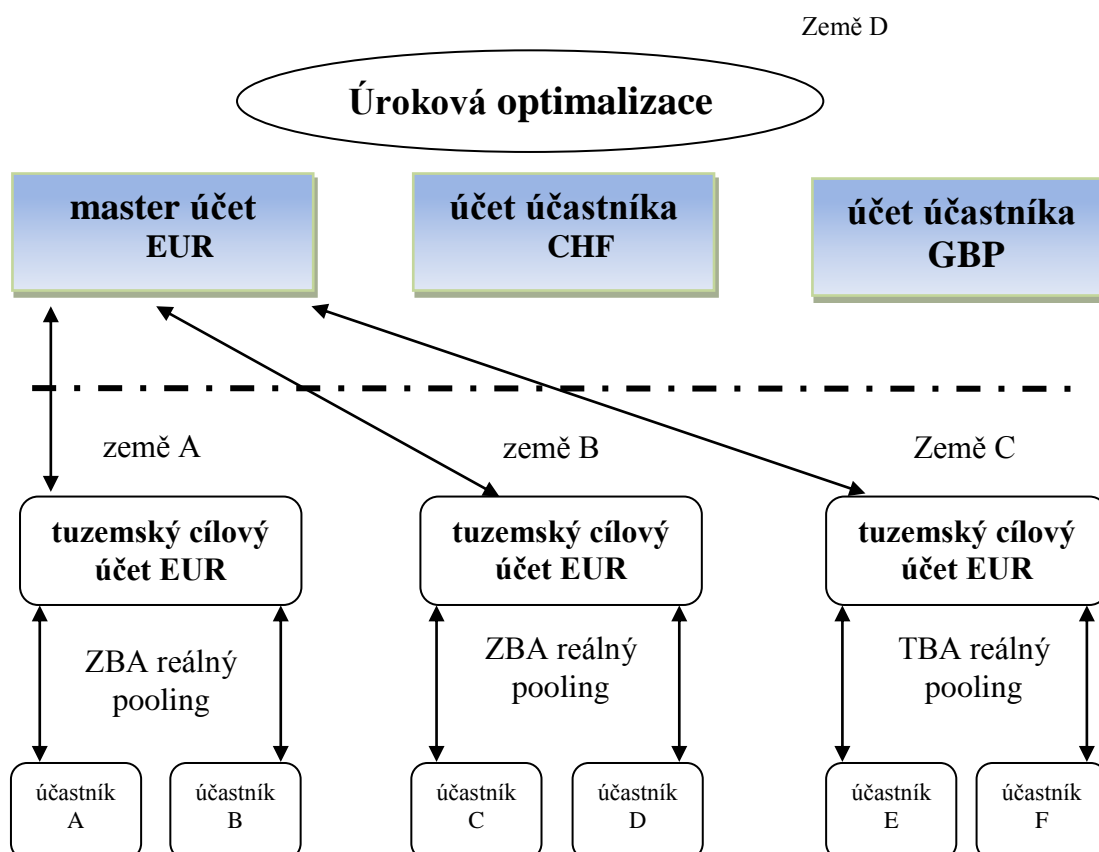 Země D
Úroková optimalizace
master účet
EUR
účet účastníka
CHF
účet účastníka
GBP
země A
země B
Země C
tuzemský cílový
účet EUR
tuzemský cílový
účet EUR
tuzemský cílový
účet EUR
ZBA reálný
pooling
ZBA reálný
pooling
TBA reálný
pooling
účastník
A
účastník
B
účastník
C
účastník
D
účastník
E
účastník
F